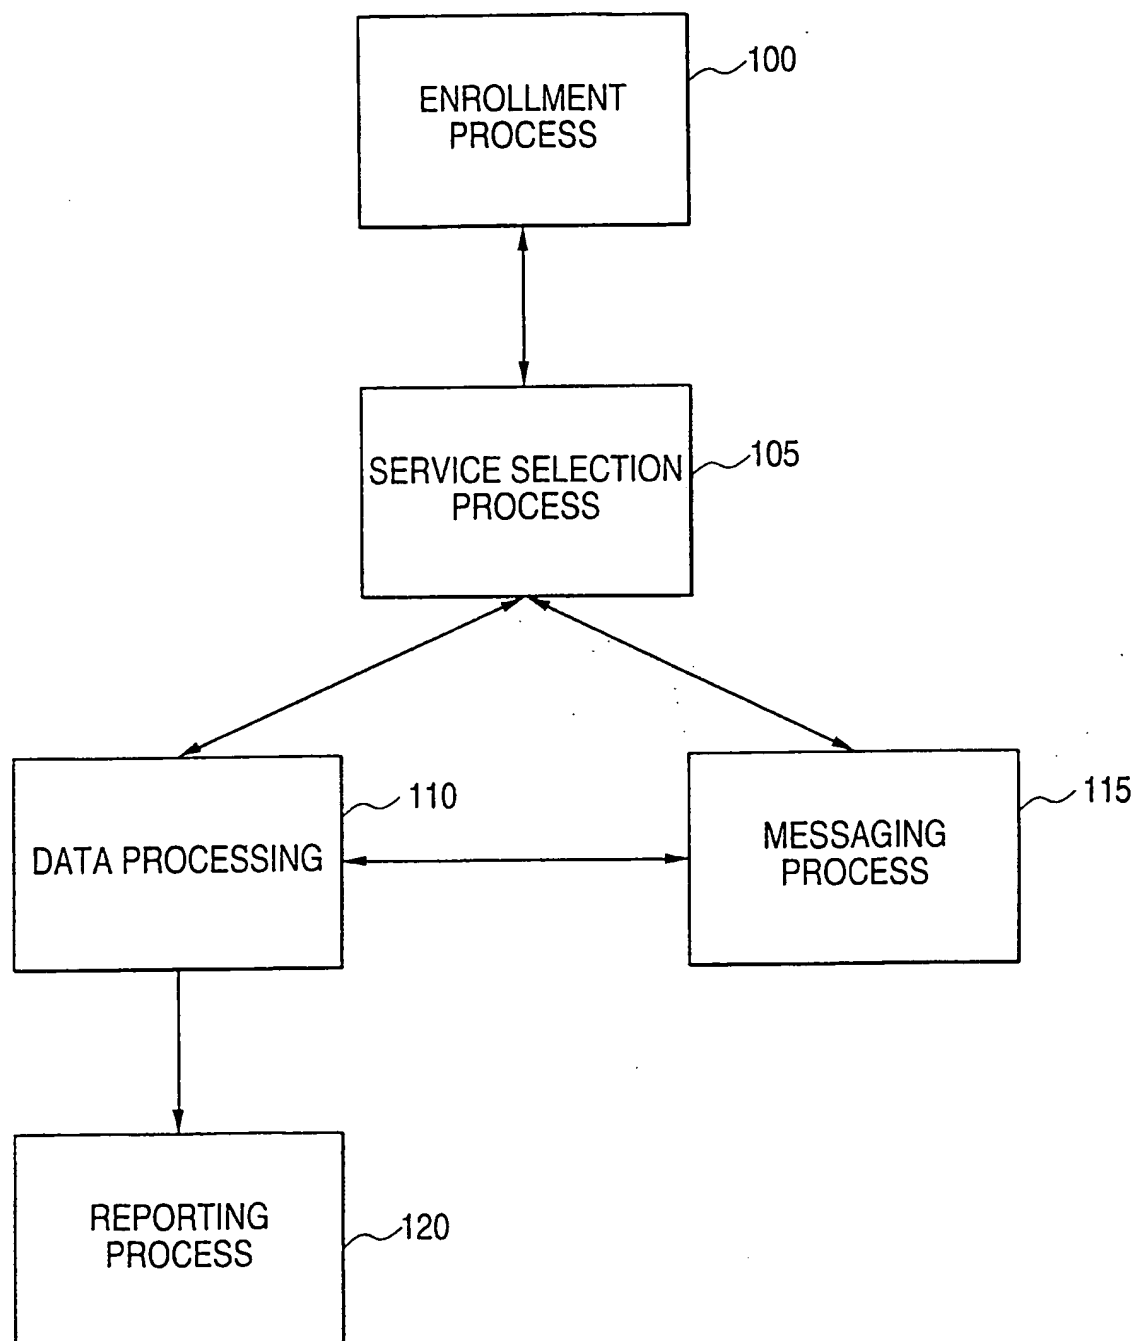 ENROLLMENT
PROCESS
100
SERVICE SELECTION
PROCESS
105
DATA PROCESSING
110
MESSAGING
PROCESS
115
REPORTING
PROCESS
120